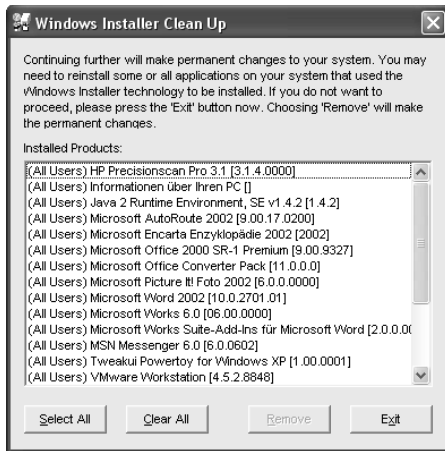 Windows Installer Clean Up
Continuing further will make permanent changes to your system. You may
need to reinstall some or all applications on your system that used the
Windows Installer technology to be installed. If you do not want to
proceed, please press the 'Exit' button now. Choosing 'Remove' will make
the permanent changes.
Installed Products:
(All Users) HP Precisionscan Pro 3.1 [3.1.4.0000]
(All Users) Informationen über Ihren PC []
(All Users) Java 2 Runtime Environment, SE v1.4.2 [1.4.2]
(All Users) Microsoft AutoRoute 2002 [9.00.17.0200]
(All Users) Microsoft Encarta Enzyklopädie 2002 [2002]
(All Users) Microsoft Office 2000 SR-1 Premium [9.00.9327]
(All Users) Microsoft Office Converter Pack [11.0.0.0]
(All Users) Microsoft Picture It! Foto 2002 [6.0.0.0000]
(All Users) Microsoft Word 2002 [10.0.2701.01]
(All Users) Microsoft Works 6.0 [06.00.0000]
(All Users) Microsoft Works Suite-Add-Ins für Microsoft Word [2.0.0.00
(All Users) MSN Messenger 6.0 [6.0.0602]
(All Users) Tweakui Powertoy for Windows XP [1.00.0001]
(All Users) VMware Workstation [4.5.2.8848]
Select All Clear All Remove Exit